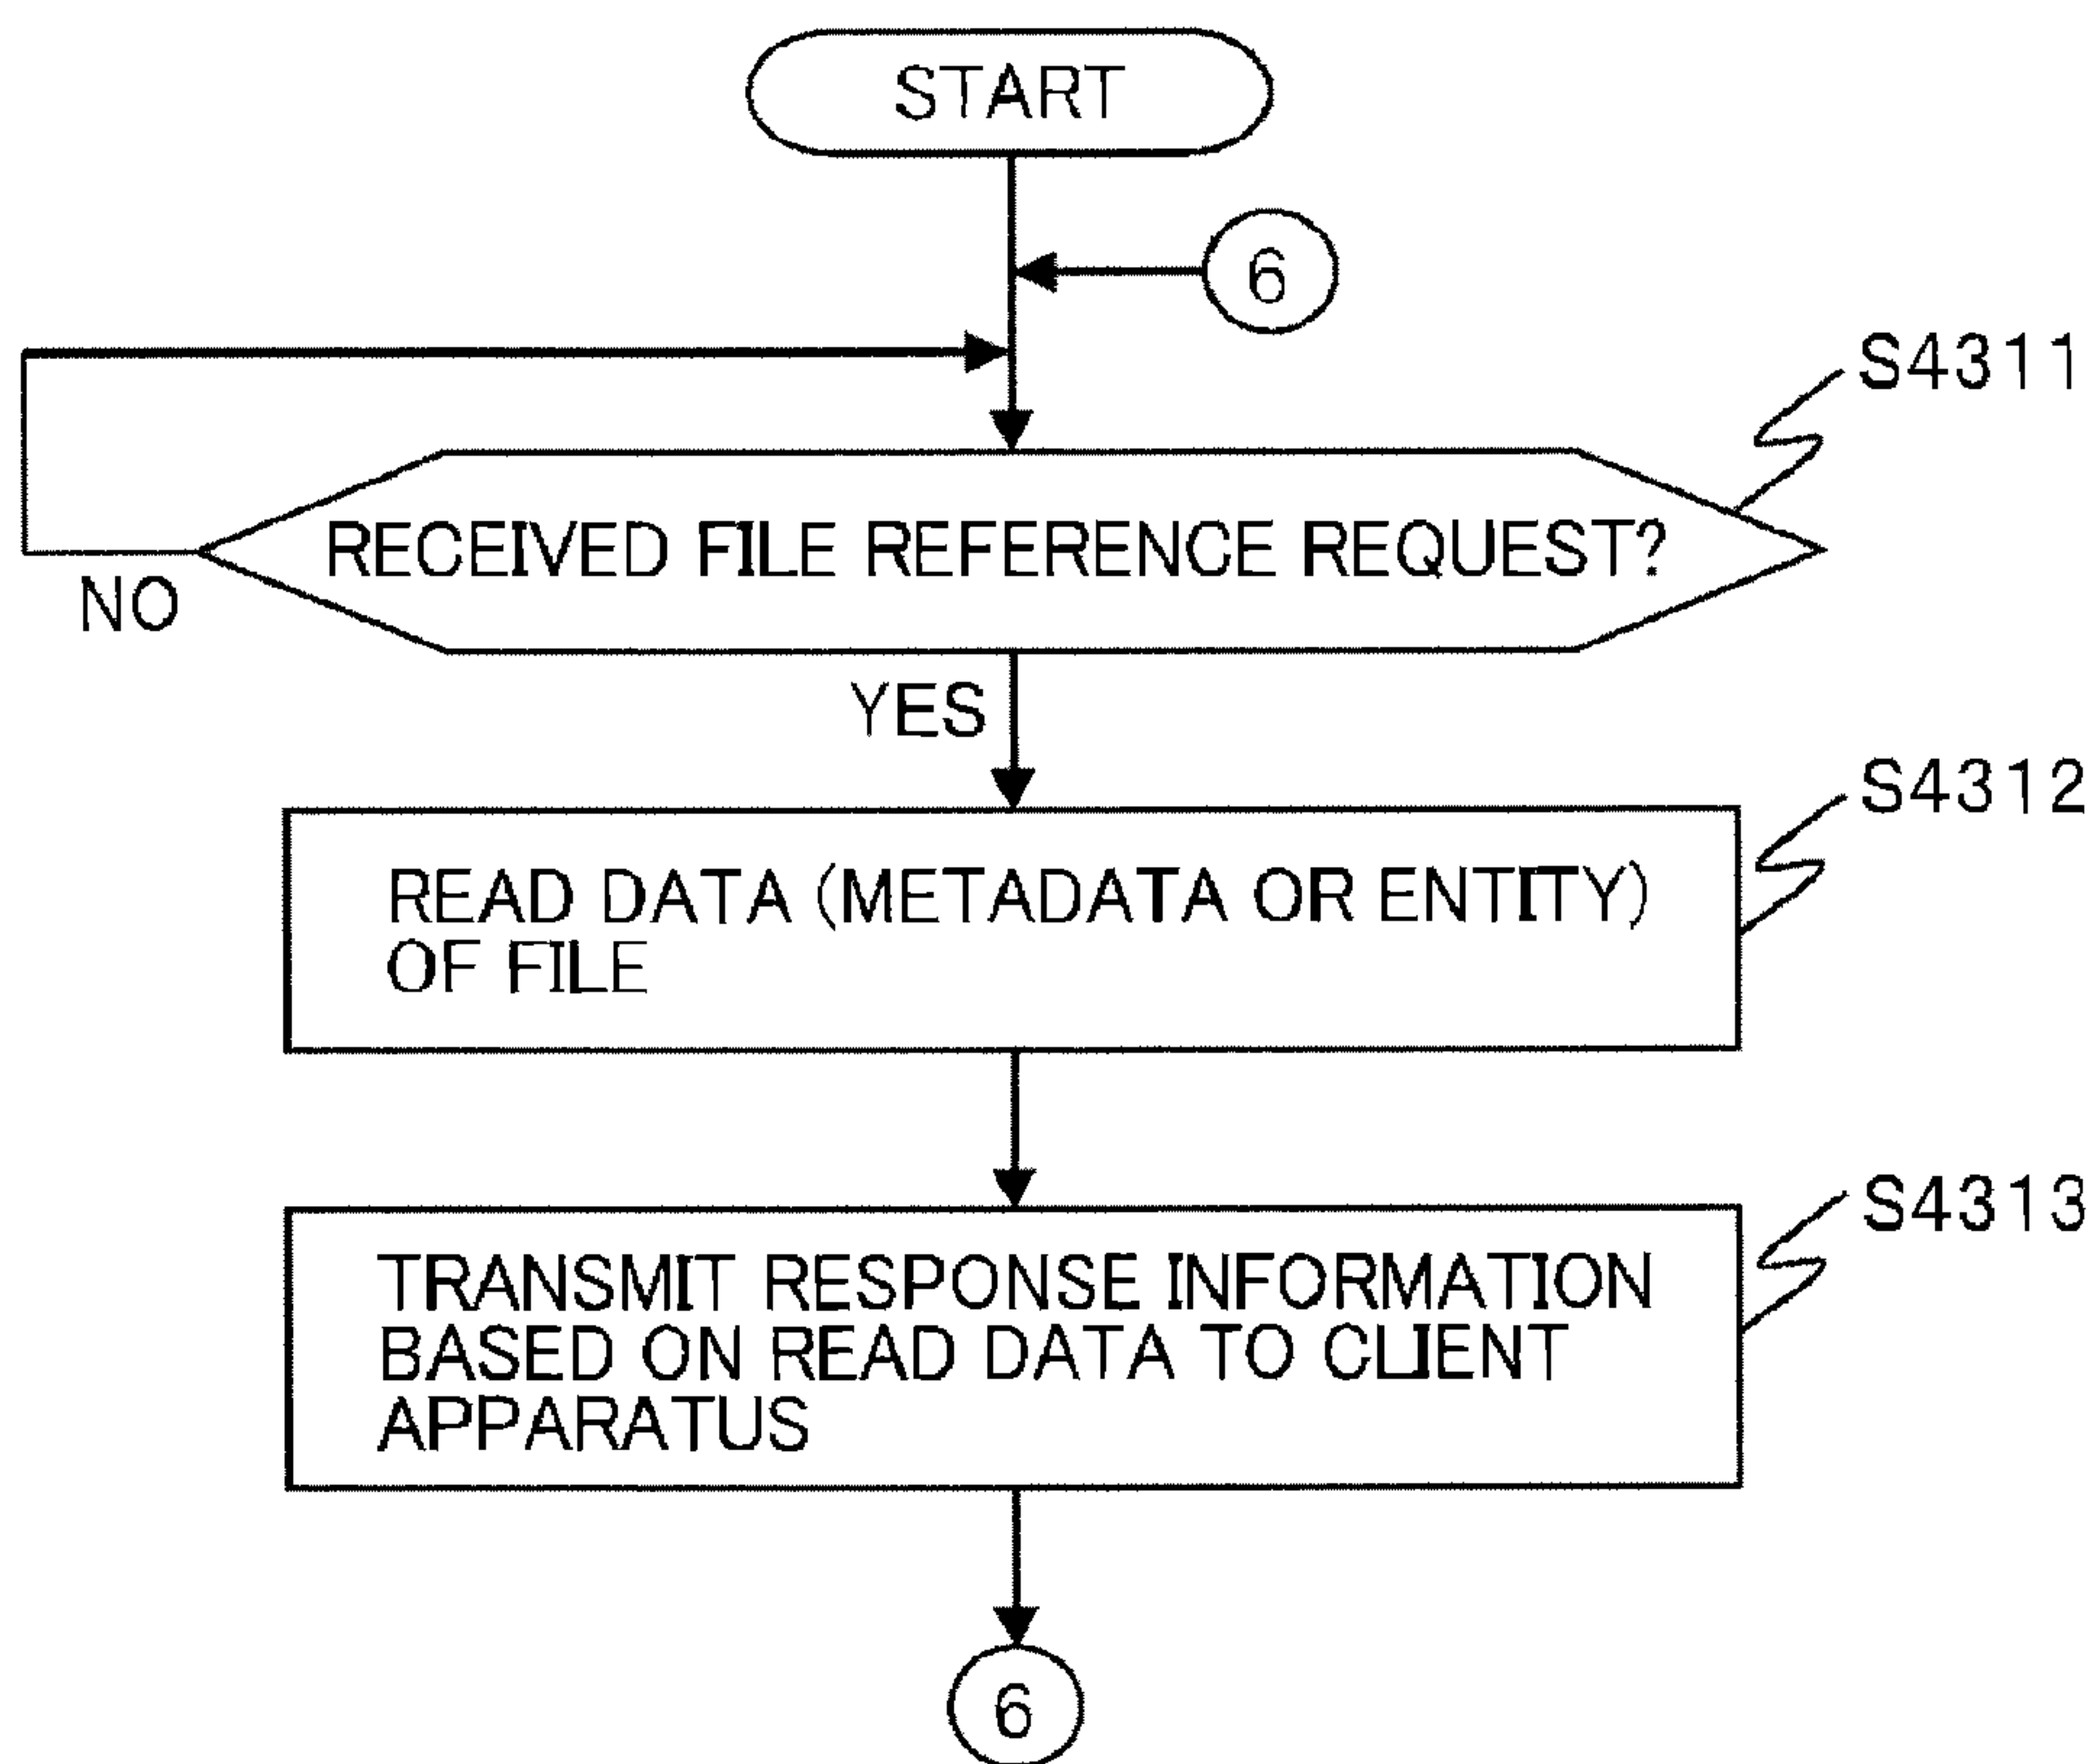 START
6
S4311
RECEIVED FILE REFERENCE REQUEST?
NO
YES
S4312
READ DATA (METADATA OR ENTITY)
OF FILE
S4313
TRANSMIT RESPONSE INFORMATION
BASED ON READ DATA TO CLIENT
APPARATUS
6